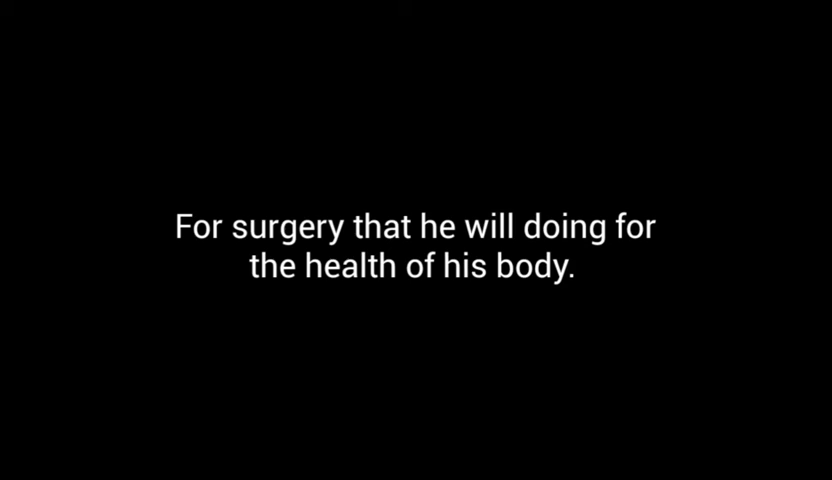 For surgery that he will doing for
the health of his body.